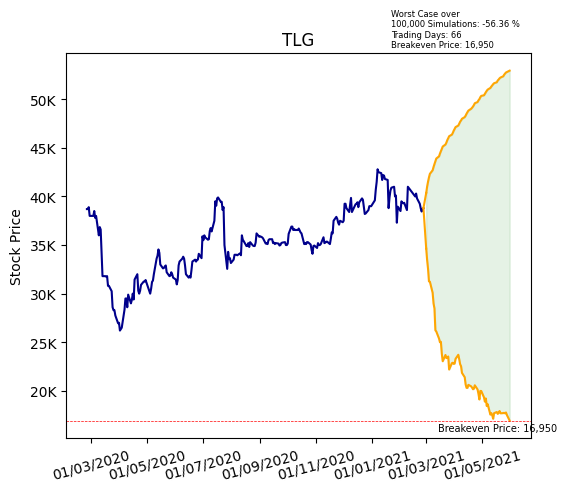 Worst Case over
100,000 Simulations: -56.36 %
Trading Days: 66
Breakeven Price: 16,950
TLG
Stock Price
50K
45K
40K
35K
30K
25K
20K
Breakeven Price: 16,950
01/03/2020
01/05/2020
01/07/2020
01/09/2020
01/11/2020
01/01/2021
01/03/2021
01/05/2021